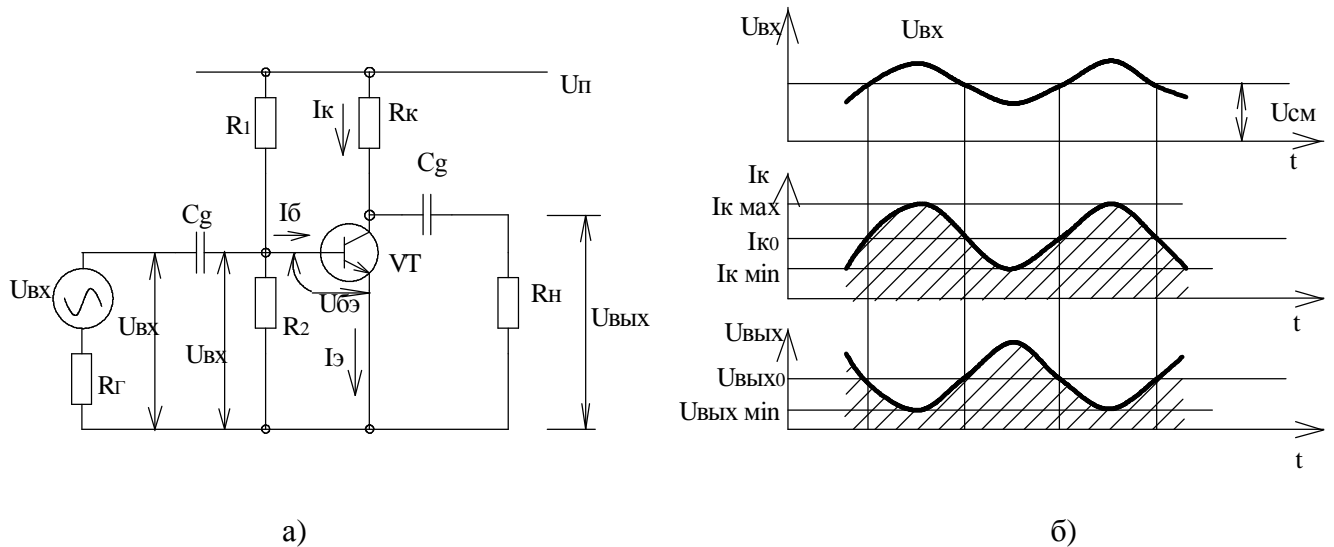 Uп
Iк
Rк
R1
Cg
Cg
Iб
VT
Uвх
Uбэ
Rн
Uвх
R2
Uвых
Uвх
Iэ
Rг
а)
Uвх
Uвх
Uсм
t
Iк
Iк max
Iк0
Iк min
t
Uвых
Uвых0
Uвых min
t
б)